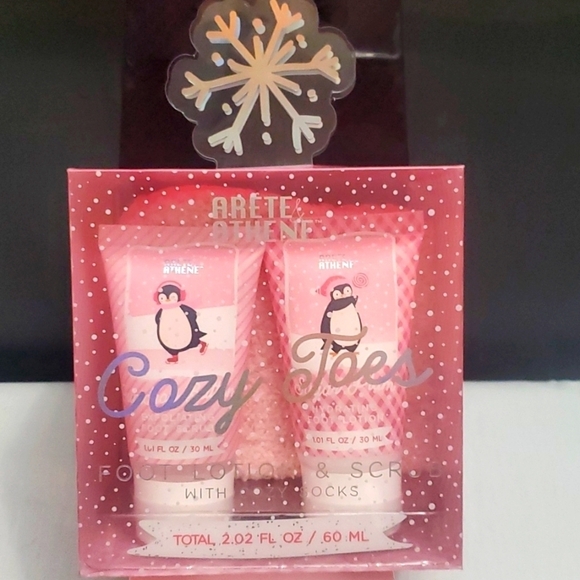 ARETE &
ATHENE
ATHENE
ATHENE
Cozy Toes
1.01 FL OZ / 30 ML
1.01 FL OZ / 30 ML
FOOT LOTION & SCRUB
WITH COZY SOCKS
TOTAL 2.02 FL OZ / 60 ML